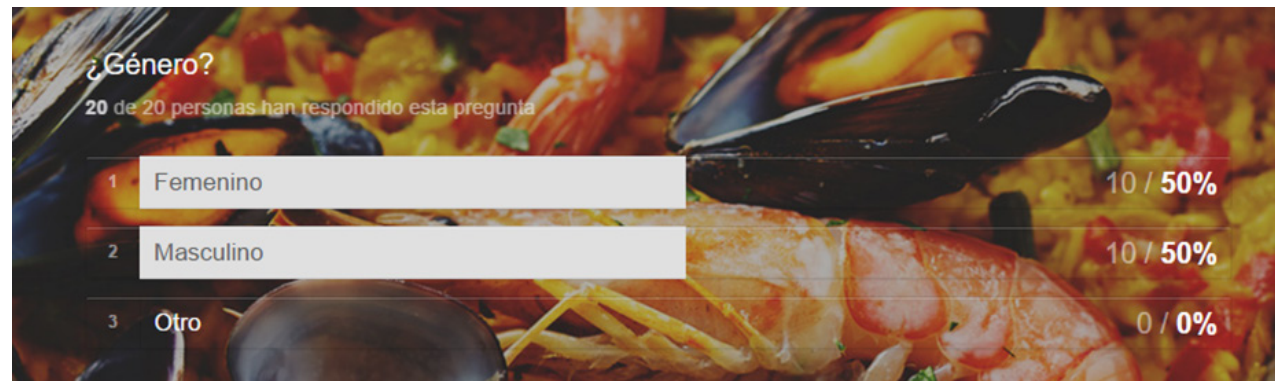 ¿Género?
20 de 20 personas han respondido esta pregunta
1 Femenino 10 / 50%
2 Masculino 10 / 50%
3 Otro 0 / 0%